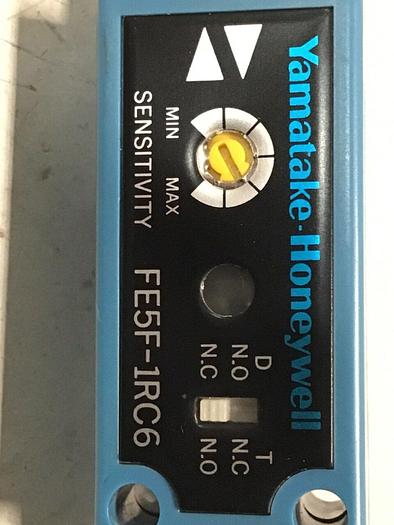 Yamatake-Honeywell
D T
N.O N.C
N.C N.O
MIN MAX
SENSITIVITY FE5F-1RC6